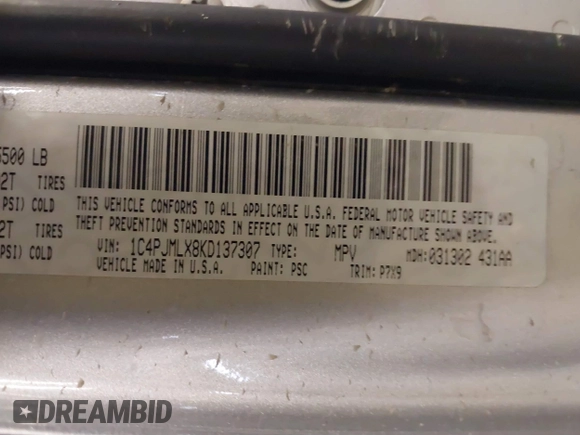 5500 LB
2T TIRES
PSI) COLD
2T TIRES
PSI) COLD
THIS VEHICLE CONFORMS TO ALL APPLICABLE U.S.A. FEDERAL MOTOR VEHICLE SAFETY AND
THEFT PREVENTION STANDARDS IN EFFECT ON THE DATE OF MANUFACTURE SHOWN ABOVE.
VIN: 1C4PJMLX8KD137307 TYPE: MPV MDH: 031302 431AA
VEHICLE MADE IN U.S.A. PAINT: PSC TRIM: P7X9
DREAMBID